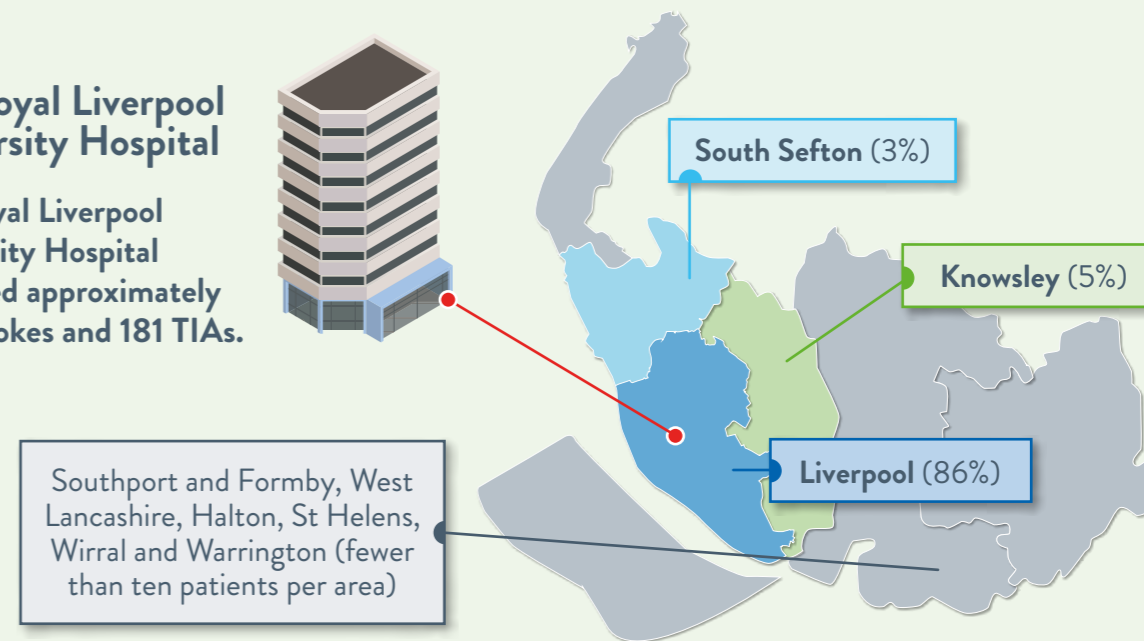 oyal Liverpool
rsity Hospital
yal Liverpool
ity Hospital
ed approximately
okes and 181 TIAs.
South Sefton (3%)
Knowsley (5%)
Liverpool (86%)
Southport and Formby, West
Lancashire, Halton, St Helens,
Wirral and Warrington (fewer
than ten patients per area)